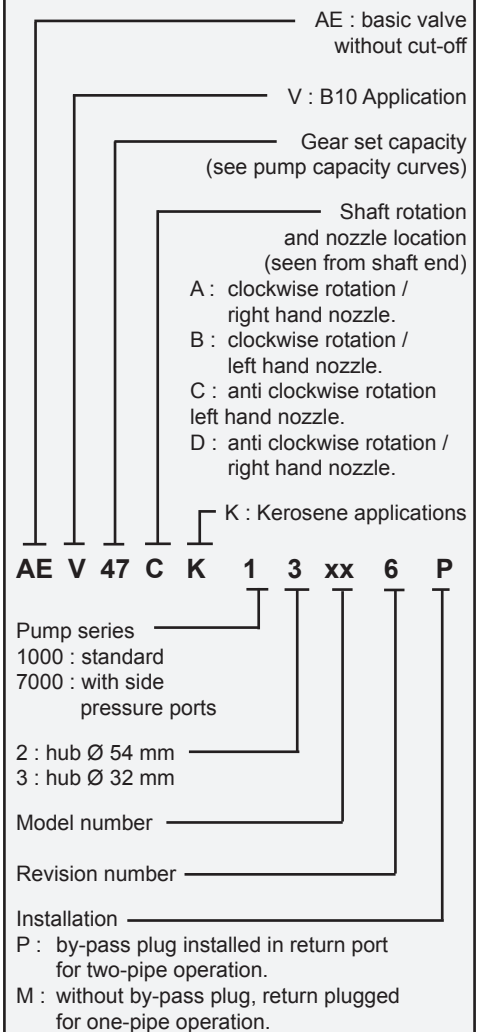 AE : basic valve
without cut-off
V : B10 Application
Gear set capacity
(see pump capacity curves)
Shaft rotation
and nozzle location
(seen from shaft end)
A : clockwise rotation /
right hand nozzle.
B : clockwise rotation /
left hand nozzle.
C : anti clockwise rotation
left hand nozzle.
D : anti clockwise rotation /
right hand nozzle.
K : Kerosene applications
AE V 47 C K 1 3 xx 6 P
Pump series
1000 : standard
7000 : with side
pressure ports
2 : hub Ø 54 mm
3 : hub Ø 32 mm
Model number
Revision number
Installation
P : by-pass plug installed in return port
for two-pipe operation.
M : without by-pass plug, return plugged
for one-pipe operation.